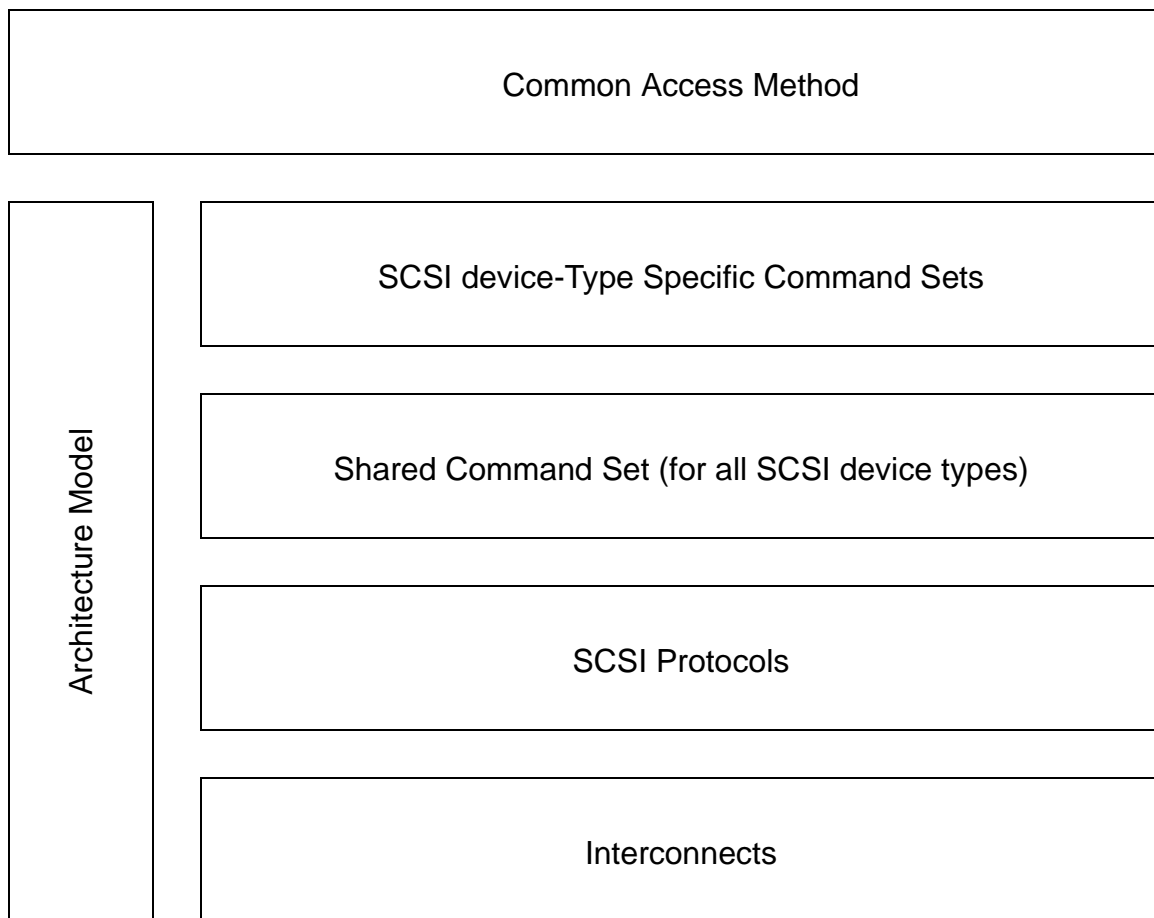 Common Access Method
Architecture Model
SCSI device-Type Specific Command Sets
Shared Command Set (for all SCSI device types)
SCSI Protocols
Interconnects